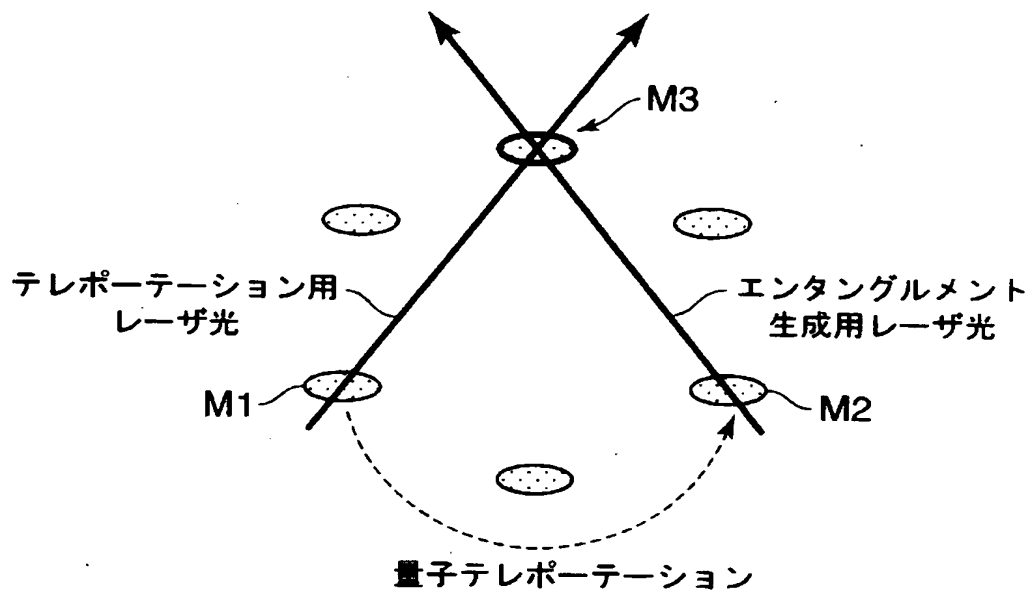 M3
テレポーテーション用
レーザ光
エンタングルメント
生成用レーザ光
M1
M2
量子テレポーテーション